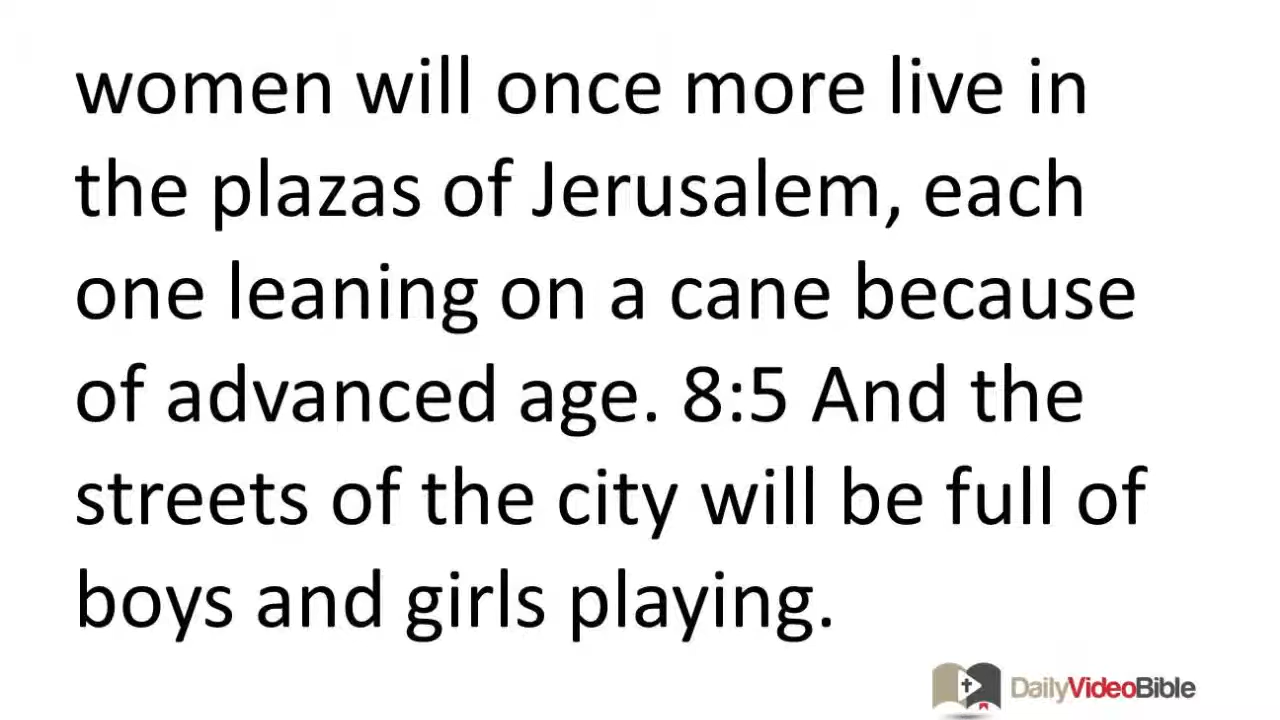 women will once more live in
the plazas of Jerusalem, each
one leaning on a cane because
of advanced age. 8:5 And the
streets of the city will be full of
boys and girls playing.
DailyVideoBible